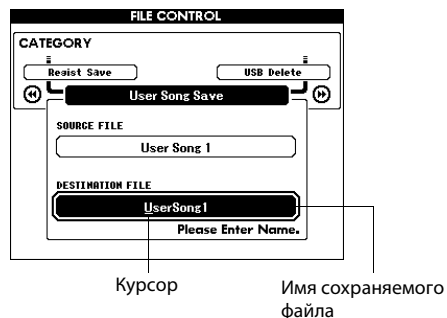 FILE CONTROL
CATEGORY
Regist Save
USB Delete
User Song Save
SOURCE FILE
User Song 1
DESTINATION FILE
UserSong1
Please Enter Name.
Курсор
Имя сохраняемого
файла